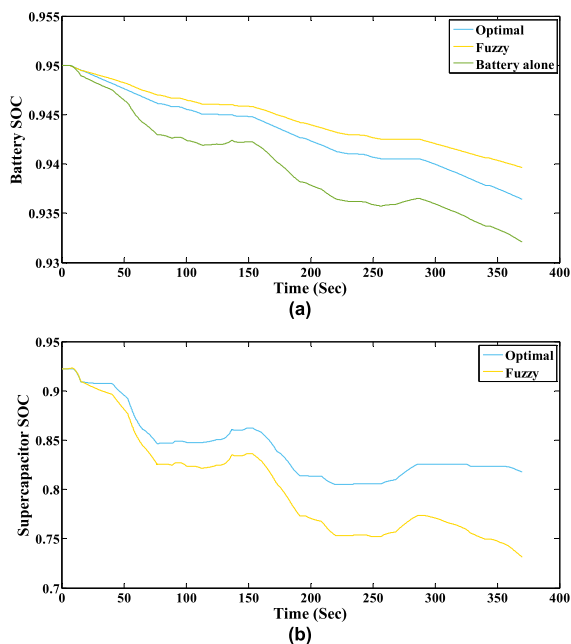 0.955
0.95
0.945
0.94
0.935
0.93
Battery SOC
Optimal
Fuzzy
Battery alone
0 50 100 150 200 250 300 350 400
Time (Sec)
(a)
0.95
0.9
0.85
0.8
0.75
0.7
Supercapacitor SOC
Optimal
Fuzzy
0 50 100 150 200 250 300 350 400
Time (Sec)
(b)